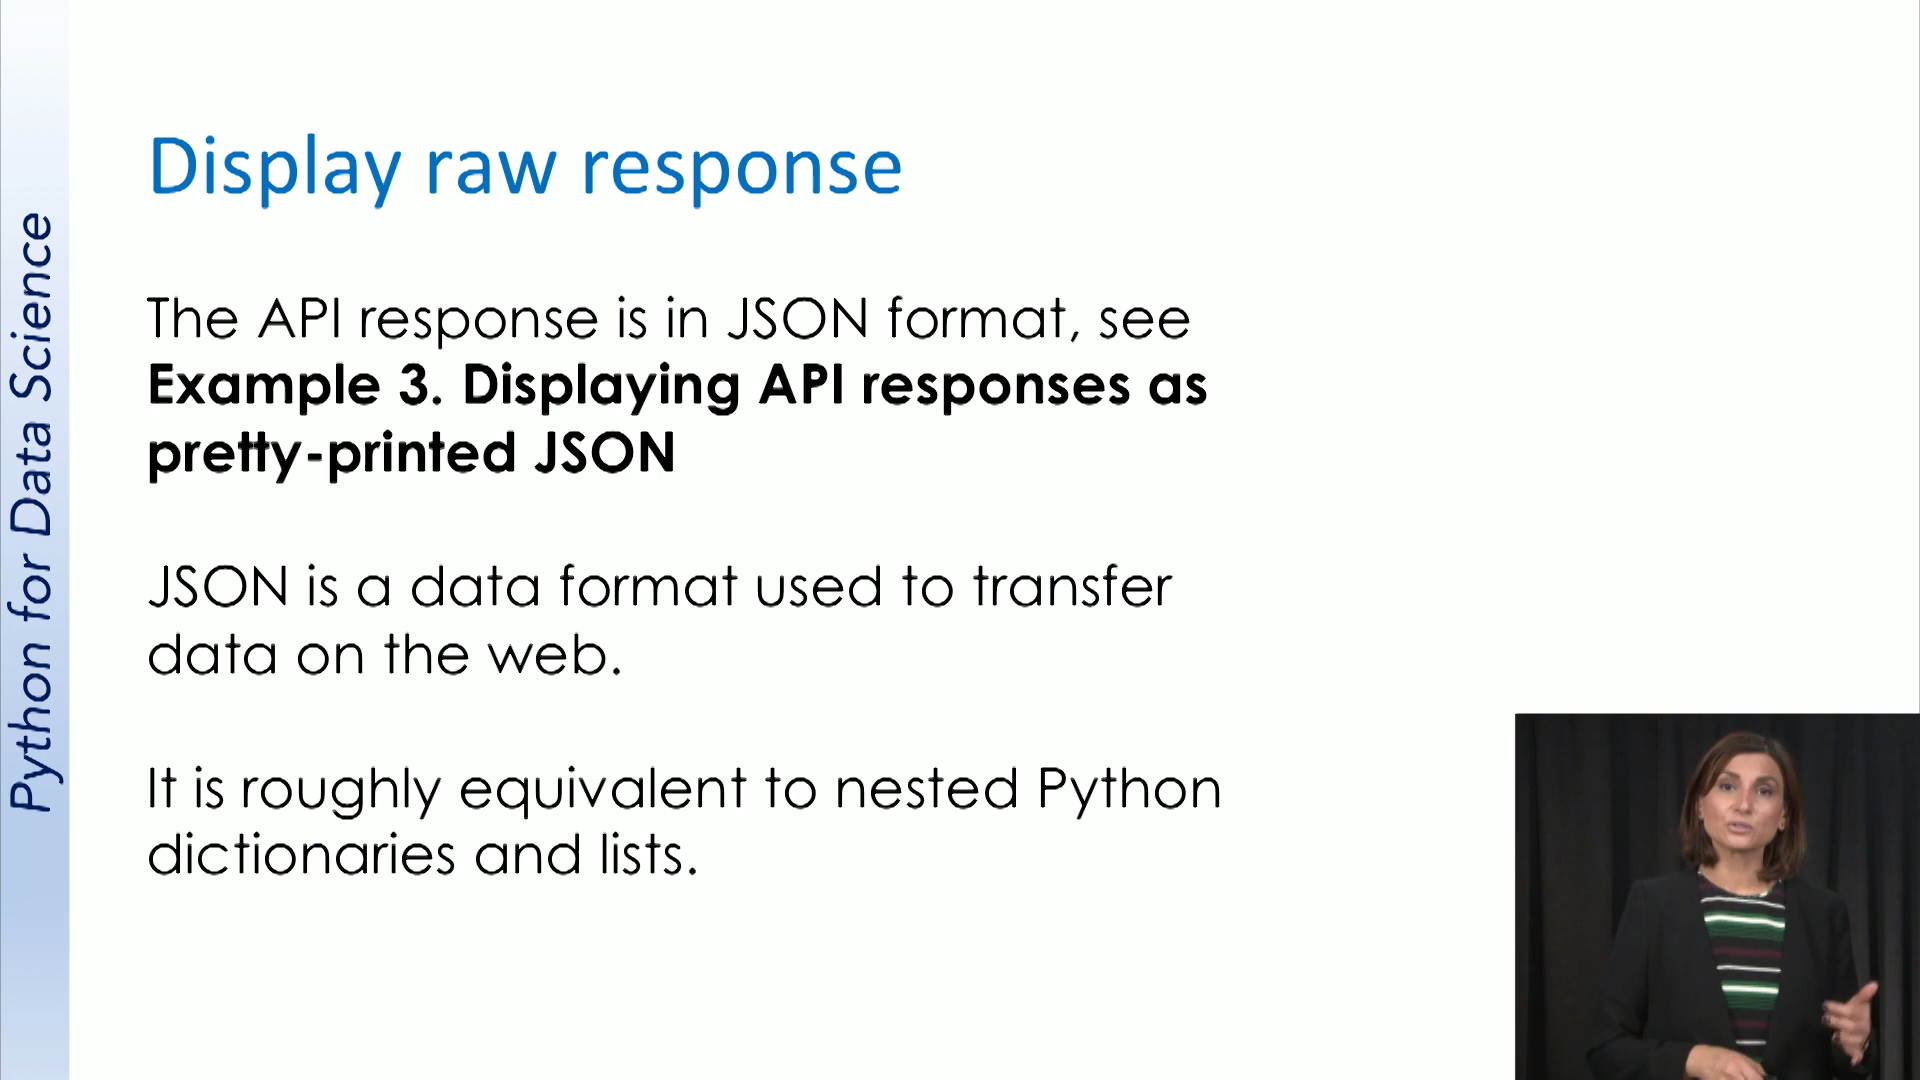 Python for Data Science
Display raw response
The API response is in JSON format, see
Example 3. Displaying API responses as
pretty-printed JSON
JSON is a data format used to transfer
data on the web.
It is roughly equivalent to nested Python
dictionaries and lists.